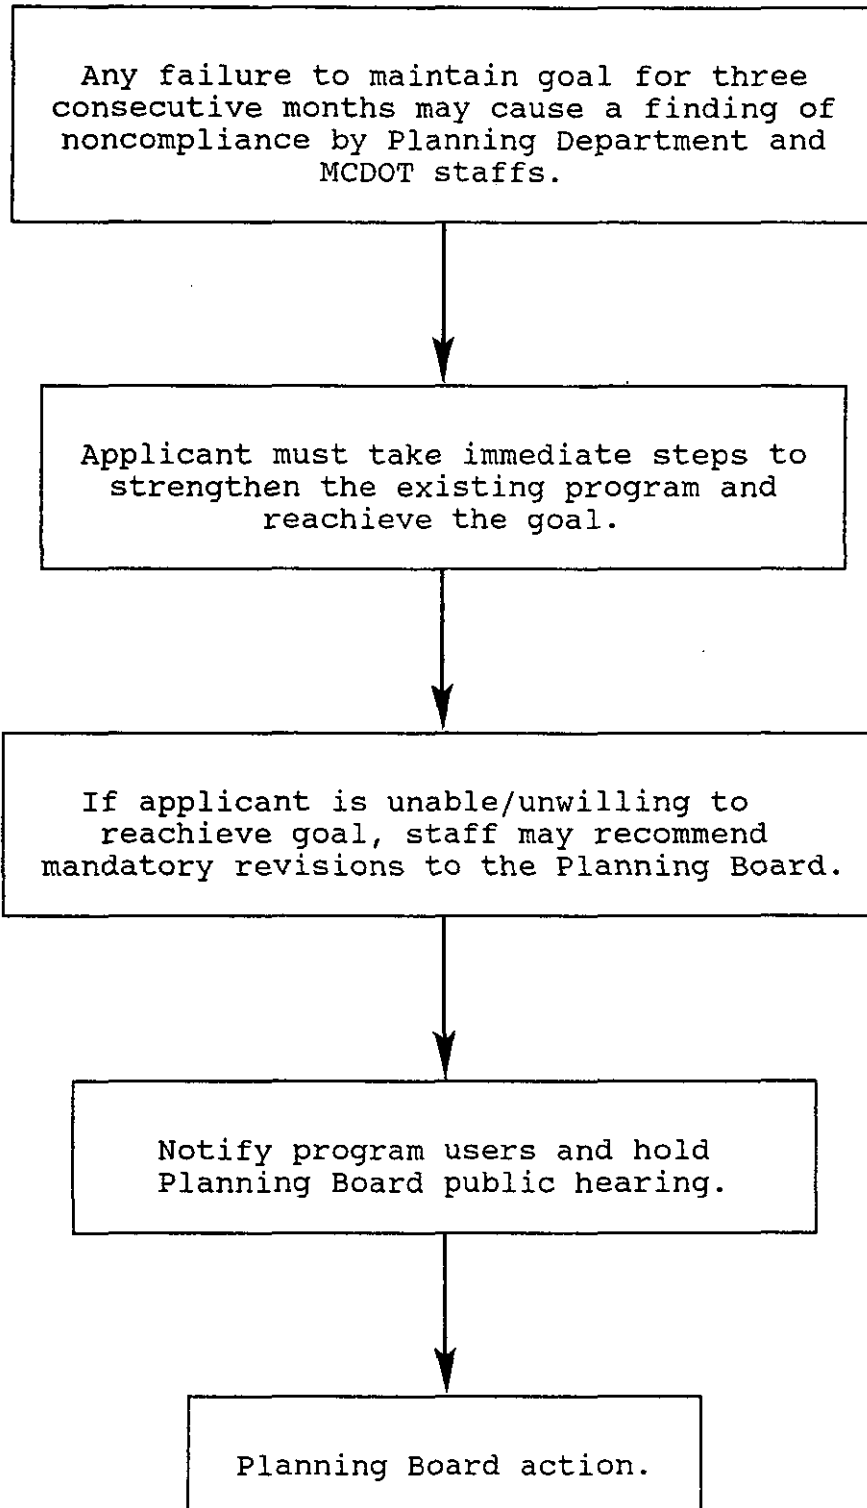 Any failure to maintain goal for three
consecutive months may cause a finding of
noncompliance by Planning Department and
MCDOT staffs.
Applicant must take immediate steps to
strengthen the existing program and
reachieve the goal.
If applicant is unable/unwilling to
reachieve goal, staff may recommend
mandatory revisions to the Planning Board.
Notify program users and hold
Planning Board public hearing.
Planning Board action.